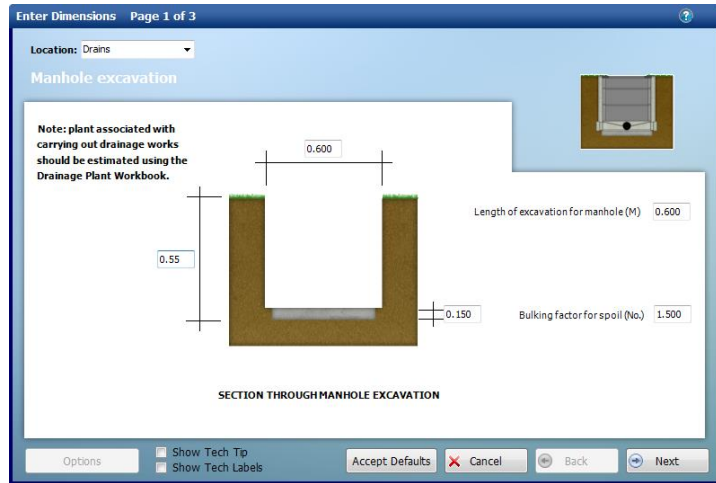 Enter Dimensions Page 1 of 3
?
Location: Drains
Manhole excavation
Note: plant associated with
carrying out drainage works
should be estimated using the
Drainage Plant Workbook.
0.600
Length of excavation for manhole (M) 0.600
0.55
0.150
Bulking factor for spoil (No.) 1.500
SECTION THROUGH MANHOLE EXCAVATION
Options
Show Tech Tip
Show Tech Labels
Accept Defaults
Cancel
Back
Next